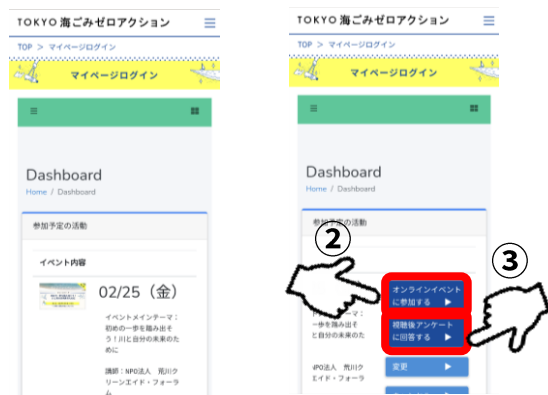 TOKYO 海ごみゼロアクション
TOP ＞ マイページログイン
マイページログイン
Dashboard
Home / Dashboard
参加予定の活動
イベント内容
02/25（金）
イベントメインテーマ：
初めの一歩を踏み出そ
う！川と自分の未来のた
めに
講師：NPO法人 荒川ク
リーンエイド・フォーラ
ム
TOKYO 海ごみゼロアクション
TOP ＞ マイページログイン
マイページログイン
Dashboard
Home / Dashboard
参加予定の活動
②
オンラインイベント
に参加する ▶
③
テーマ：
一歩を踏み出そ
と自分の未来のた
視聴後アンケート
に回答する ▶
NPO法人 荒川ク
エイド・フォーラ
変更 ▶